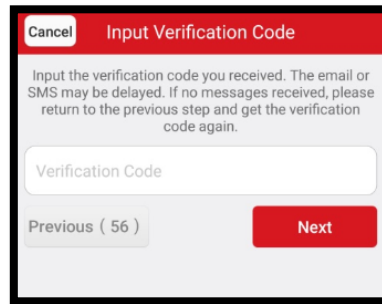 Cancel Input Verification Code
Input the verification code you received. The email or
SMS may be delayed. If no messages received, please
return to the previous step and get the verification
code again.
Verification Code
Previous ( 56 ) Next